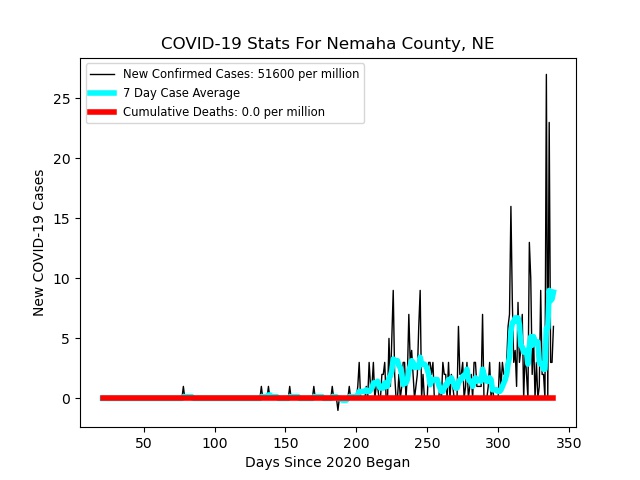 COVID-19 Stats For Nemaha County, NE
New Confirmed Cases: 51600 per million
7 Day Case Average
Cumulative Deaths: 0.0 per million
New COVID-19 Cases
25
20
15
10
5
0
50 100 150 200 250 300 350
Days Since 2020 Began